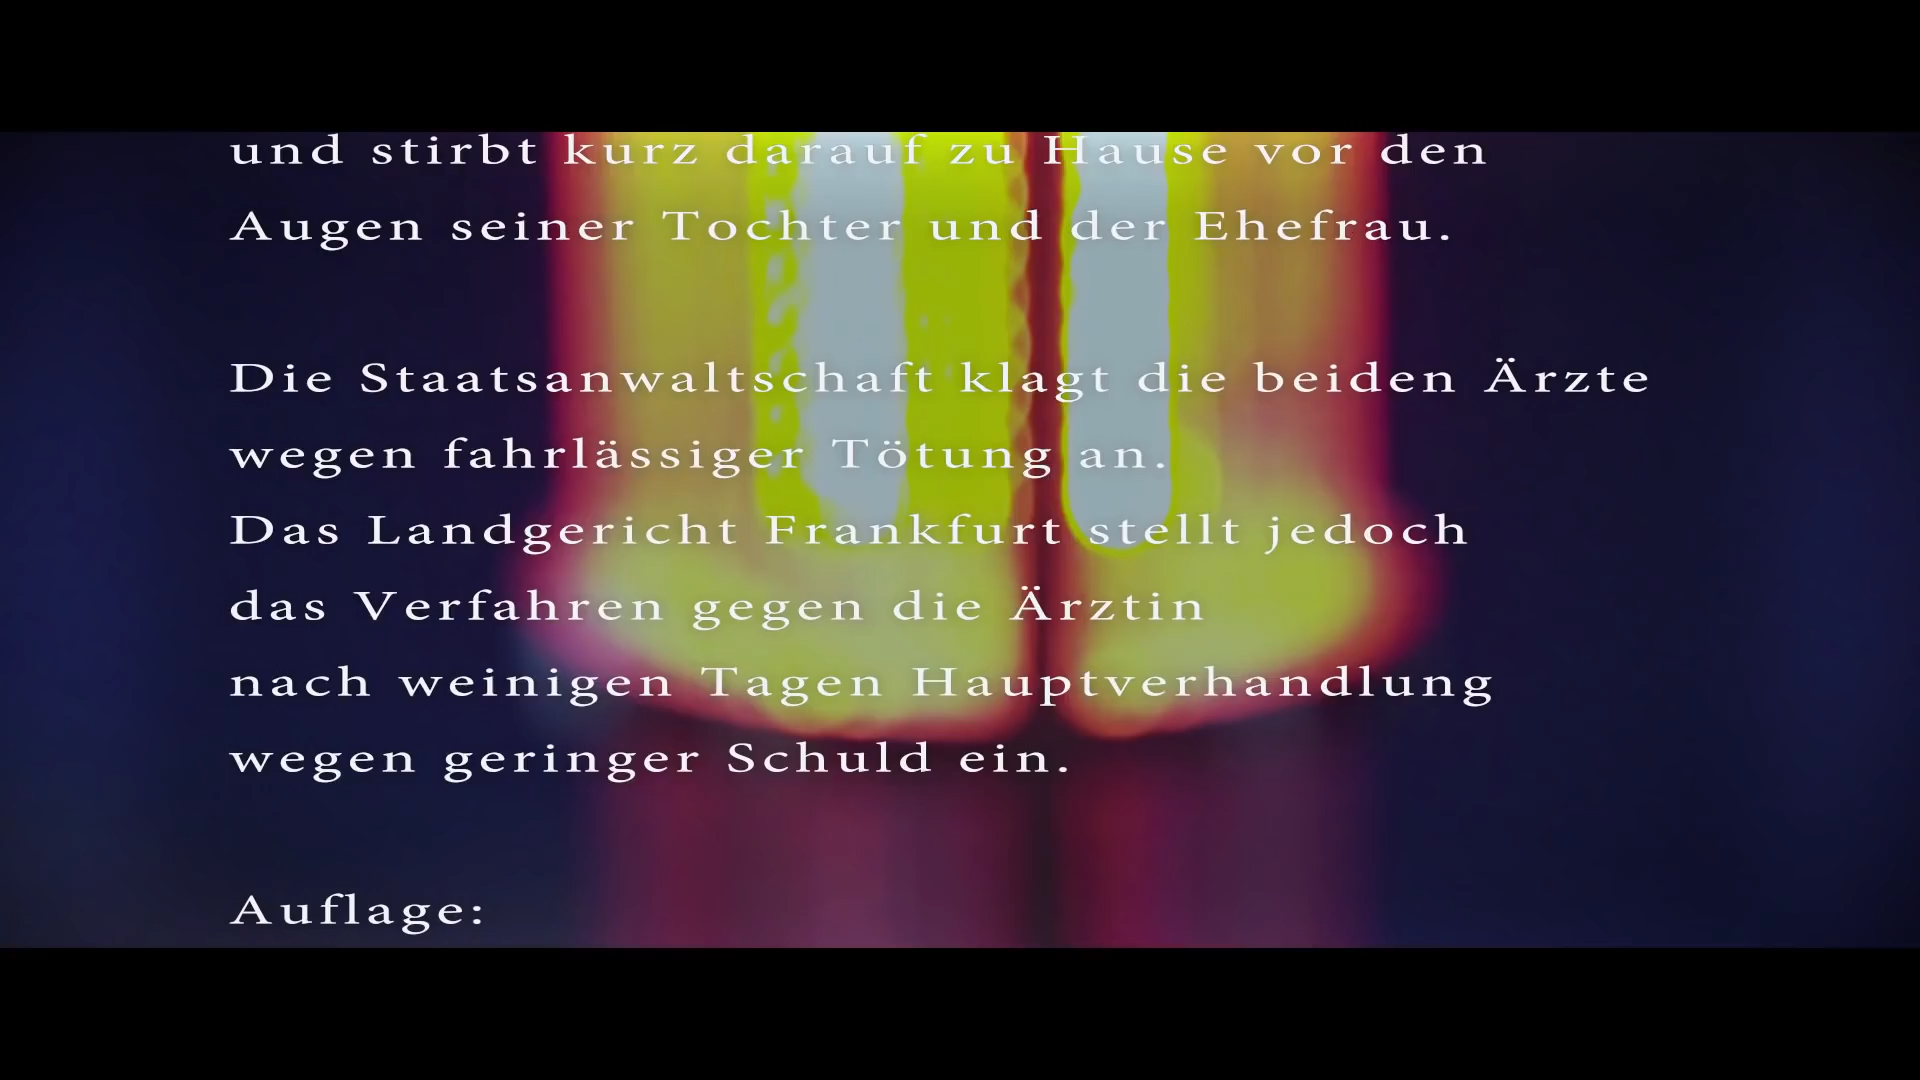 und stirbt kurz darauf zu Hause vor den
Augen seiner Tochter und der Ehefrau.
Die Staatsanwaltschaft klagt die beiden Ärzte
wegen fahrlässiger Tötung an.
Das Landgericht Frankfurt stellt jedoch
das Verfahren gegen die Ärztin
nach weinigen Tagen Hauptverhandlung
wegen geringer Schuld ein.
Auflage: